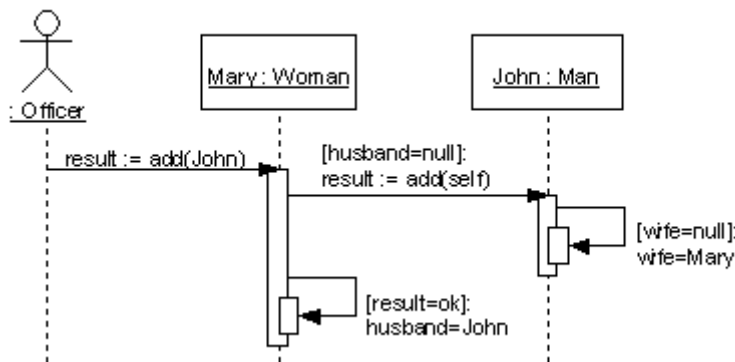 Mary : Woman
John : Man
: Officer
result := add(John)
[husband=null]:
result := add(self)
[wife=null]:
wife=Mary
[result=ok]:
husband=John